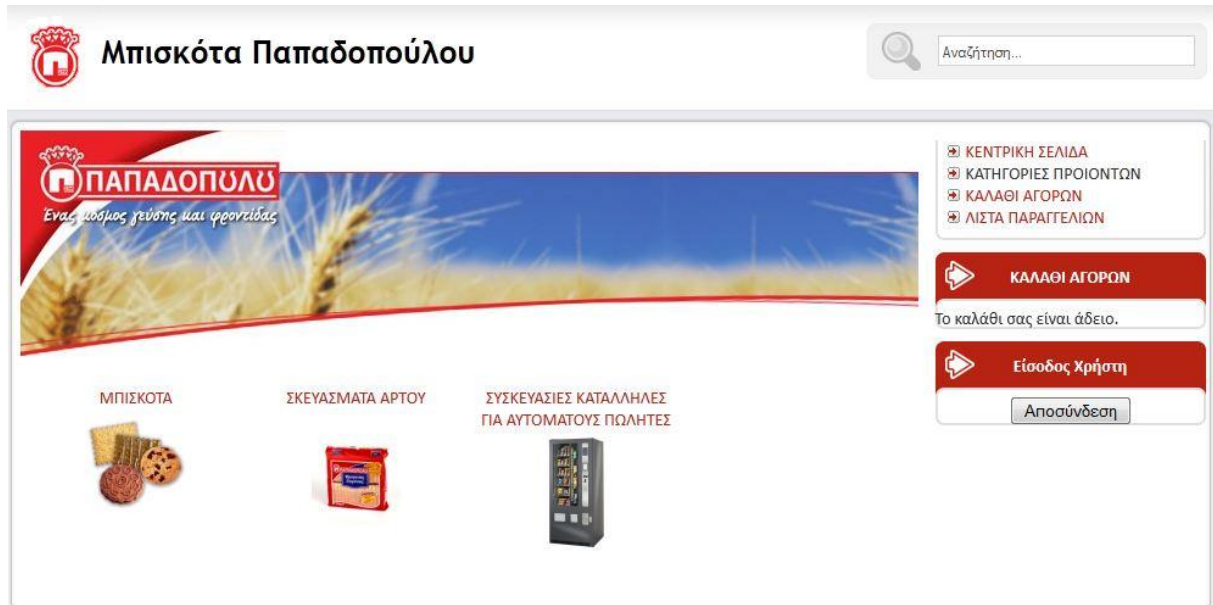 Μπισκότα Παπαδοπούλου
Αναζήτηση...
ΠΑΠΑΔΟΠΟΥΛΟΥ
Ένας κόσμος γεύσης και φροντίδας
ΚΕΝΤΡΙΚΗ ΣΕΛΙΔΑ
ΚΑΤΗΓΟΡΙΕΣ ΠΡΟΙΟΝΤΩΝ
ΚΑΛΑΘΙ ΑΓΟΡΩΝ
ΛΙΣΤΑ ΠΑΡΑΓΓΕΛΙΩΝ
ΚΑΛΑΘΙ ΑΓΟΡΩΝ
Το καλάθι σας είναι άδειο.
Είσοδος Χρήστη
Αποσύνδεση
ΜΠΙΣΚΟΤΑ
ΣΚΕΥΑΣΜΑΤΑ ΑΡΤΟΥ
ΣΥΣΚΕΥΑΣΙΕΣ ΚΑΤΑΛΛΗΛΕΣ
ΓΙΑ ΑΥΤΟΜΑΤΟΥΣ ΠΩΛΗΤΕΣ